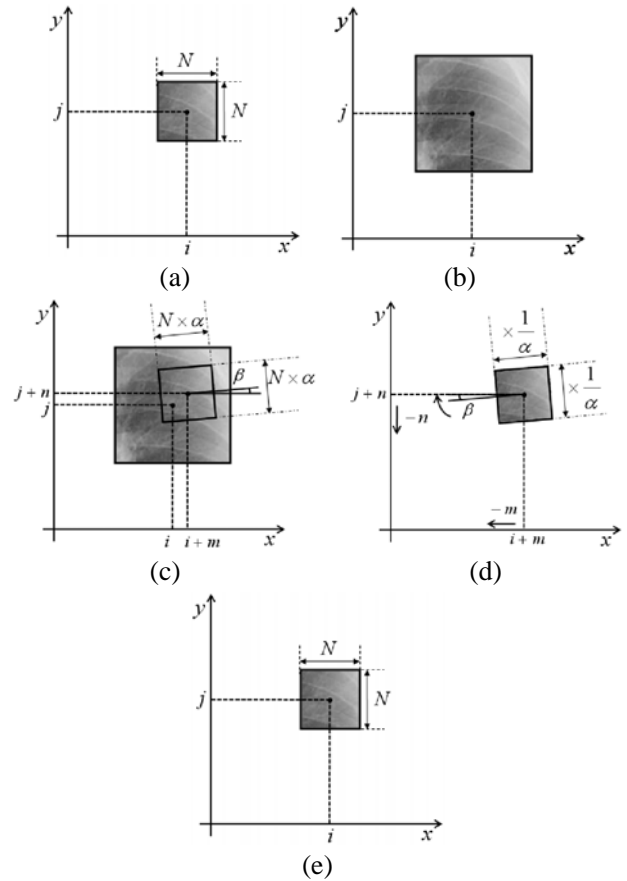 y
N
j
N
i
x
(a)
y
j
i
x
(b)
y
N × α
β
N × α
j + n
j
i
i + m
x
(c)
y
× 1/α
× 1/α
j + n
−n
β
−m
i + m
x
(d)
y
N
j
N
i
x
(e)